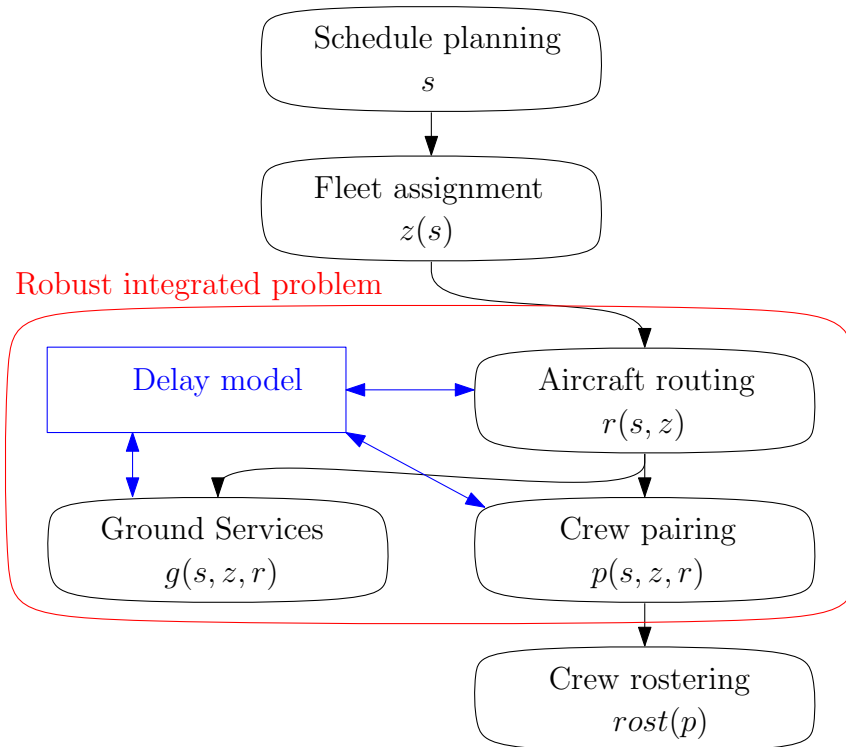 Schedule planning
s
Fleet assignment
z(s)
Robust integrated problem
Delay model
Aircraft routing
r(s, z)
Ground Services
g(s, z, r)
Crew pairing
p(s, z, r)
Crew rostering
rost(p)